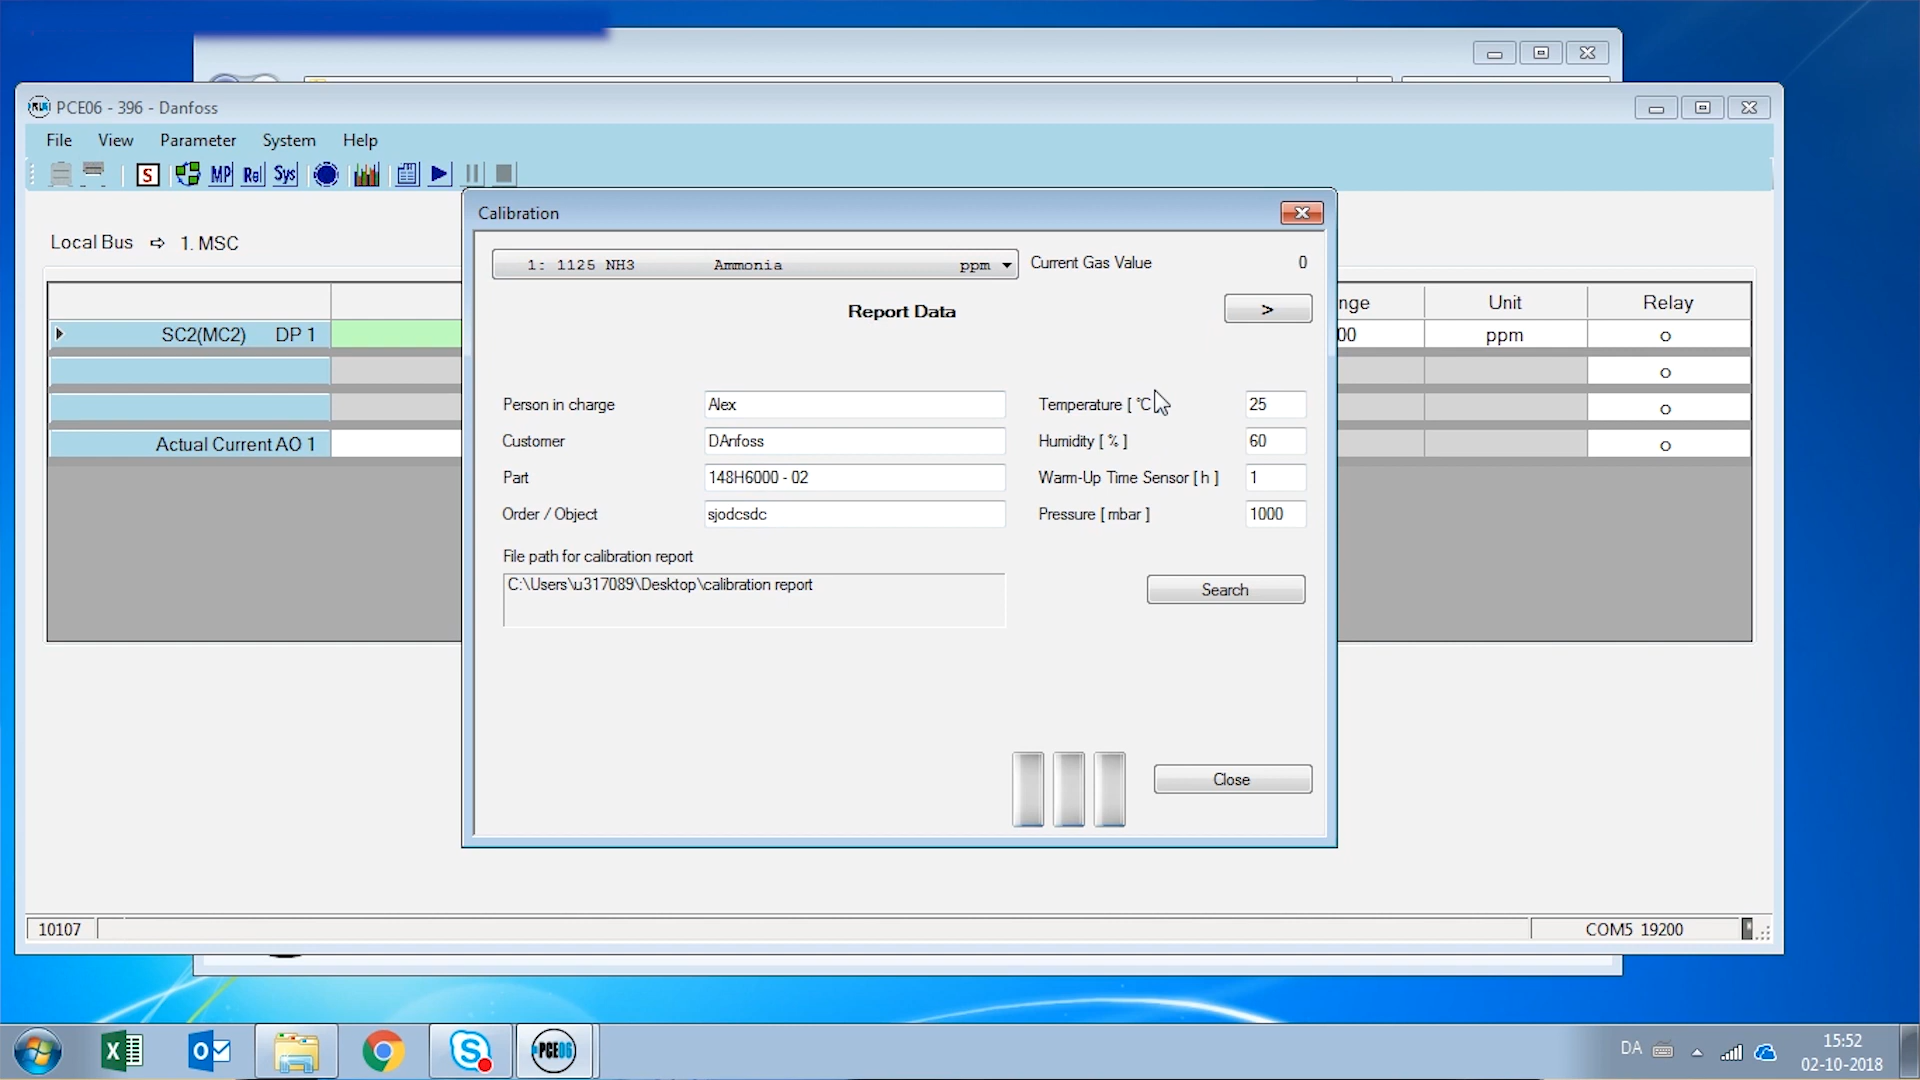 PCE06 - 396 - Danfoss
File View Parameter System Help
S MP Rel Sys
Local Bus ⇨ 1. MSC
Calibration
1: 1125 NH3 Ammonia ppm
Current Gas Value 0
Report Data
>
nge Unit Relay
SC2(MC2) DP 1
00 ppm o
o
o
Actual Current AO 1
o
Person in charge Alex
Temperature [ °C
25
Customer DAnfoss
Humidity [ % ] 60
Part 148H6000 - 02
Warm-Up Time Sensor [ h ] 1
Order / Object sjodcsdc
Pressure [ mbar ] 1000
File path for calibration report
C:\Users\u317089\Desktop\calibration report
Search
Close
10107
COM5 19200
PCE06
DA
15:52
02-10-2018